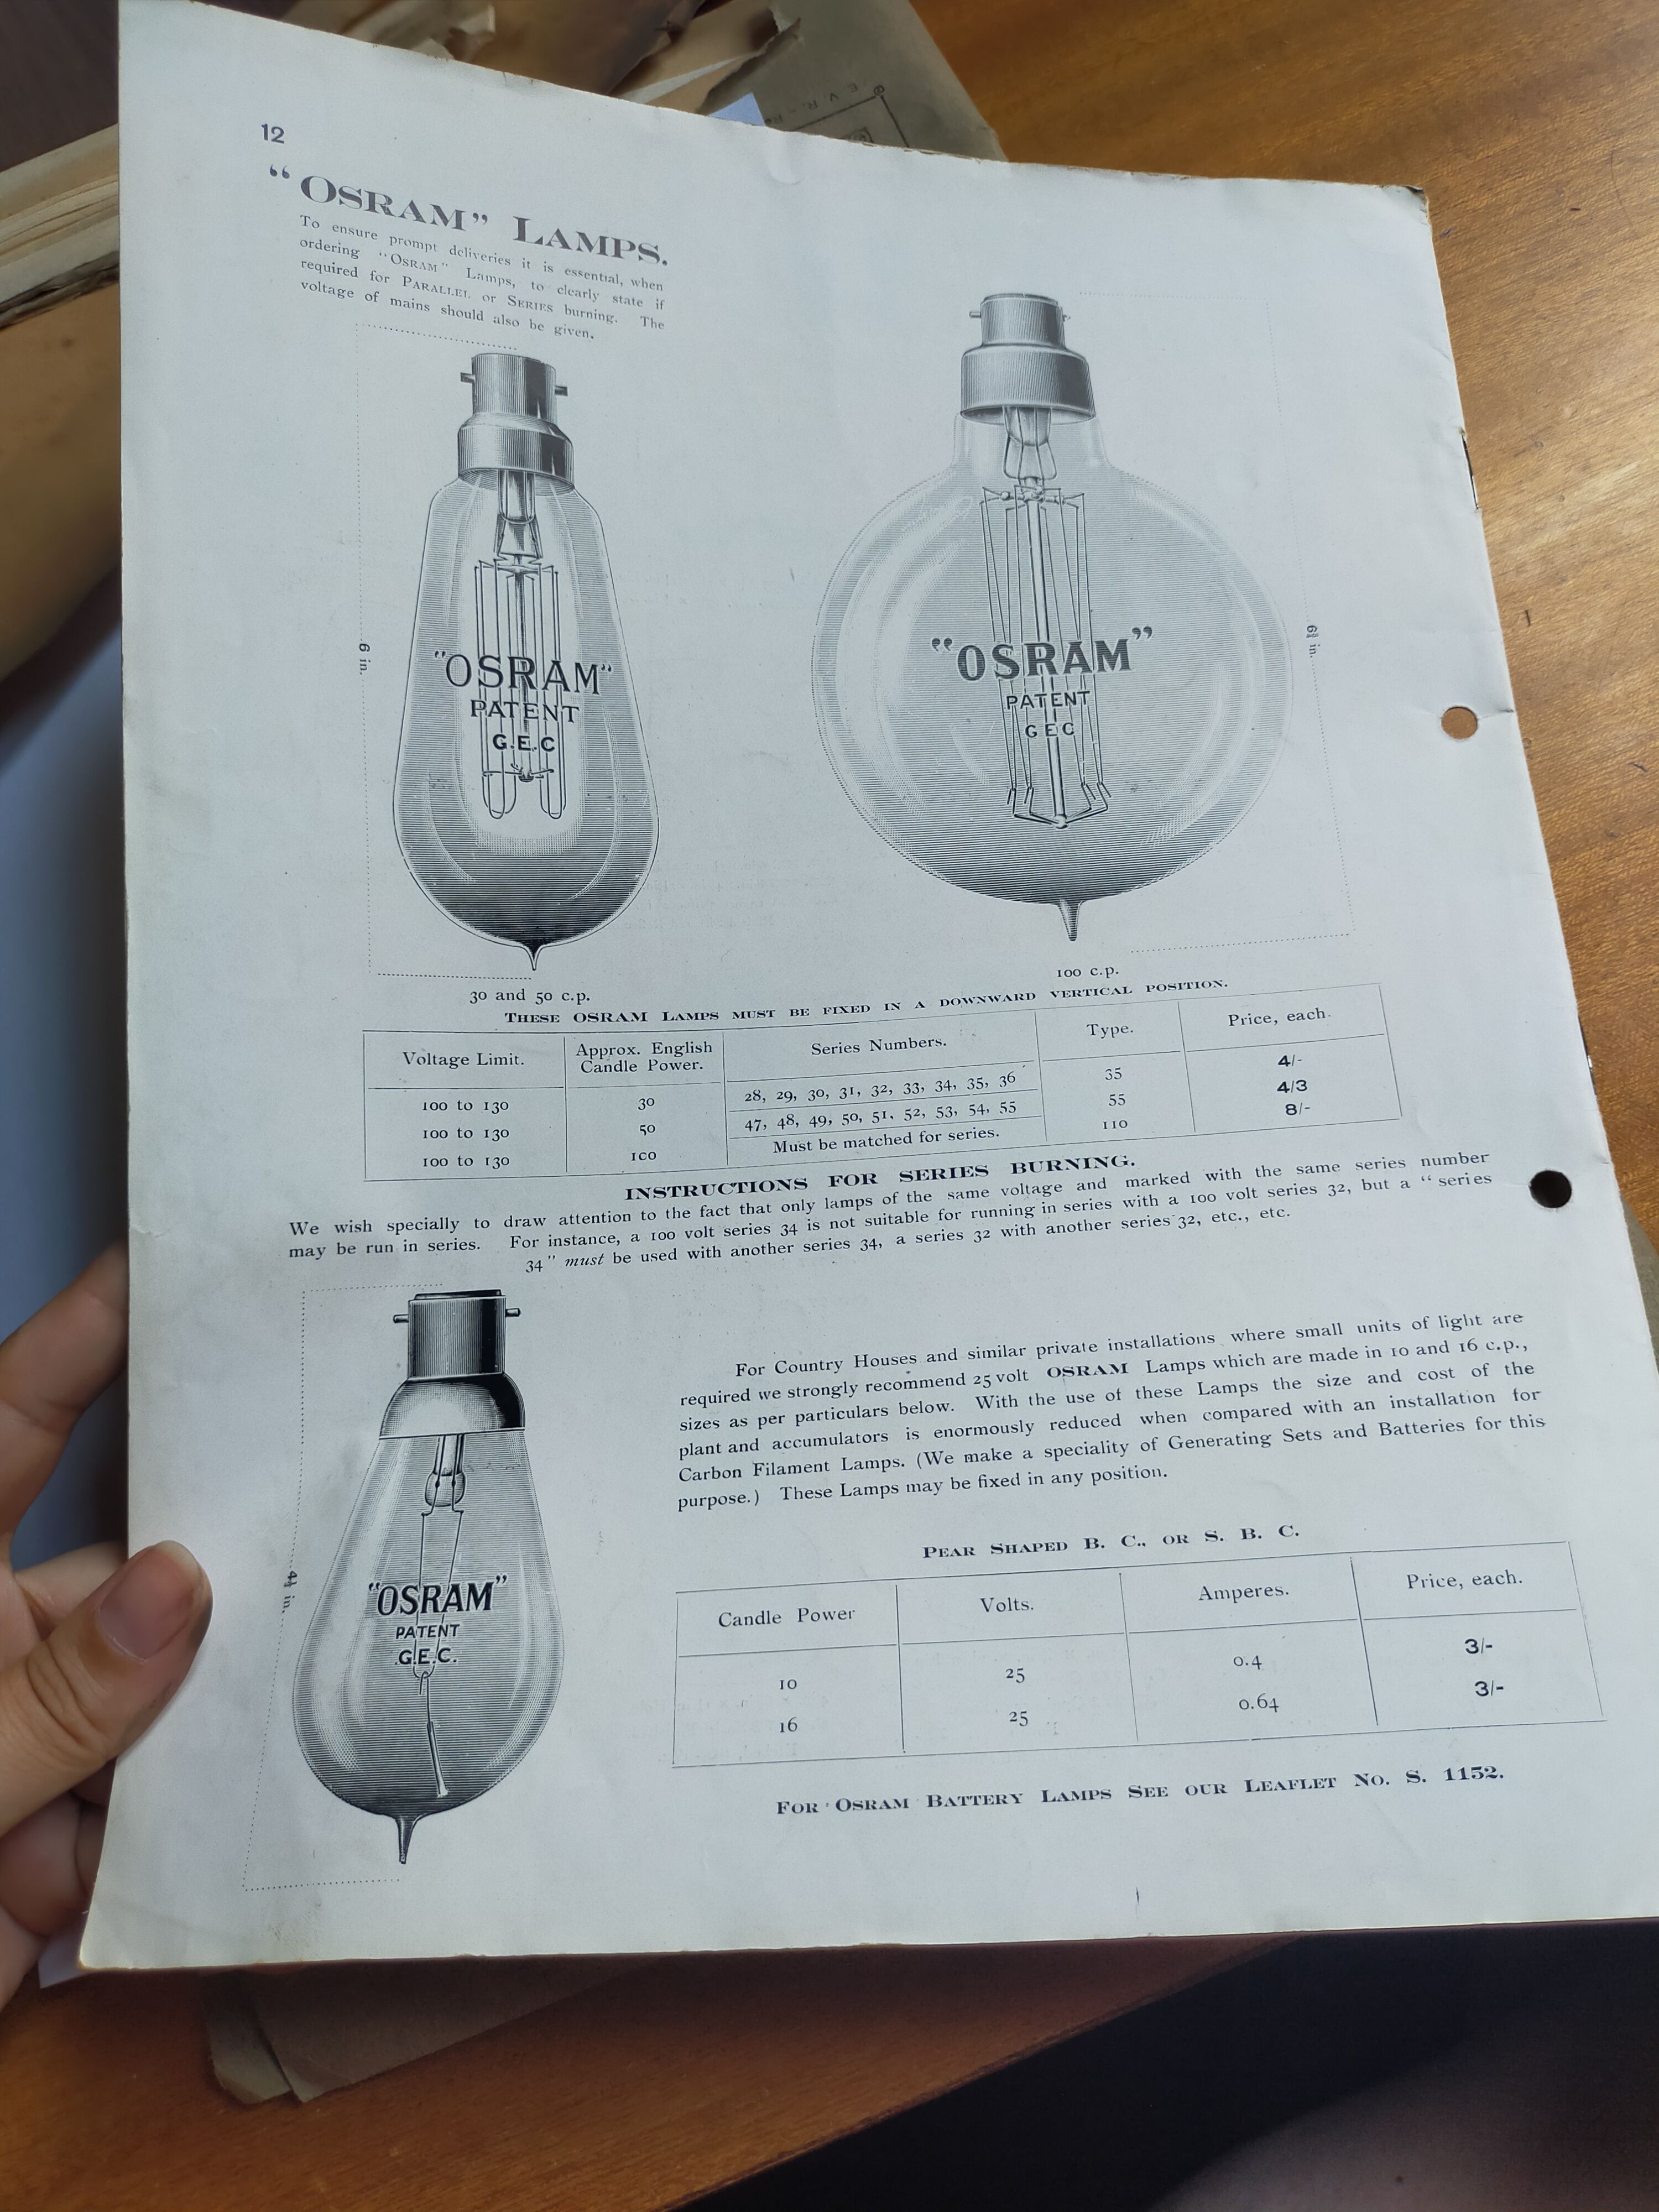 12
“OSRAM” LAMPS.
To ensure prompt deliveries it is essential, when
ordering “OSRAM” Lamps, to clearly state if
required for PARALLEL or SERIES burning. The
voltage of mains should also be given.
6 in.
"OSRAM"
PATENT
G.E.C
in.
"OSRAM"
PATENT
G E C
30 and 50 c.p.
100 c.p.
THESE OSRAM LAMPS MUST BE FIXED IN A DOWNWARD VERTICAL POSITION.
Voltage Limit. Approx. English Candle Power. Series Numbers. Type. Price, each.
100 to 130 30 28, 29, 30, 31, 32, 33, 34, 35, 36 35 4/-
100 to 130 50 47, 48, 49, 50, 51, 52, 53, 54, 55 55 4/3
100 to 130 100 Must be matched for series. 110 8/-
INSTRUCTIONS FOR SERIES BURNING.
We wish specially to draw attention to the fact that only lamps of the same voltage and marked with the same series number
may be run in series. For instance, a 100 volt series 34 is not suitable for running in series with a 100 volt series 32, but a “series
34” must be used with another series 34, a series 32 with another series 32, etc., etc.
in.
"OSRAM"
PATENT
G.E.C.
For Country Houses and similar private installations where small units of light are
required we strongly recommend 25 volt OSRAM Lamps which are made in 10 and 16 c.p.,
sizes as per particulars below. With the use of these Lamps the size and cost of the
plant and accumulators is enormously reduced when compared with an installation for
Carbon Filament Lamps. (We make a speciality of Generating Sets and Batteries for this
purpose.) These Lamps may be fixed in any position.
PEAR SHAPED B. C., OR S. B. C.
Candle Power Volts. Amperes. Price, each.
10 25 0.4 3/-
16 25 0.64 3/-
FOR OSRAM BATTERY LAMPS SEE OUR LEAFLET No. S. 1152.